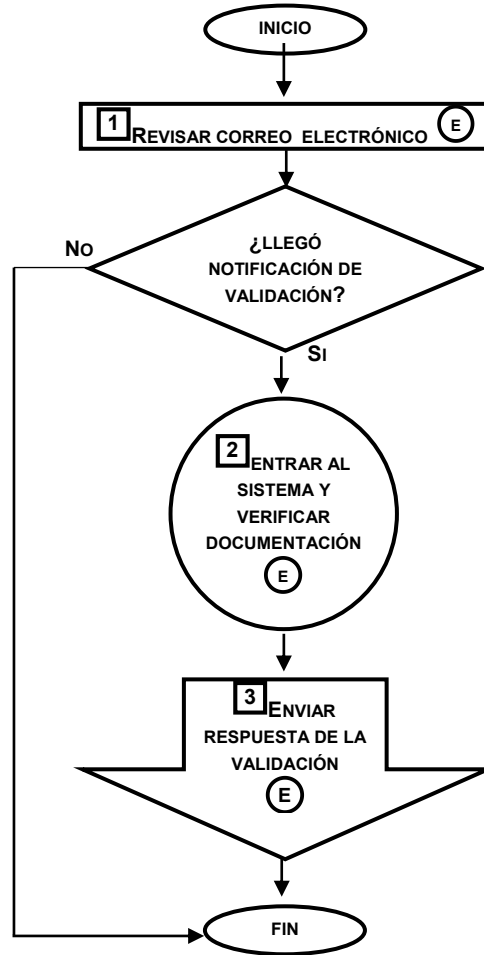 INICIO
1 REVISAR CORREO ELECTRÓNICO E
¿LLEGÓ
NOTIFICACIÓN DE
VALIDACIÓN?
NO
SI
2 ENTRAR AL
SISTEMA Y
VERIFICAR
DOCUMENTACIÓN
E
3 ENVIAR
RESPUESTA DE LA
VALIDACIÓN
E
FIN